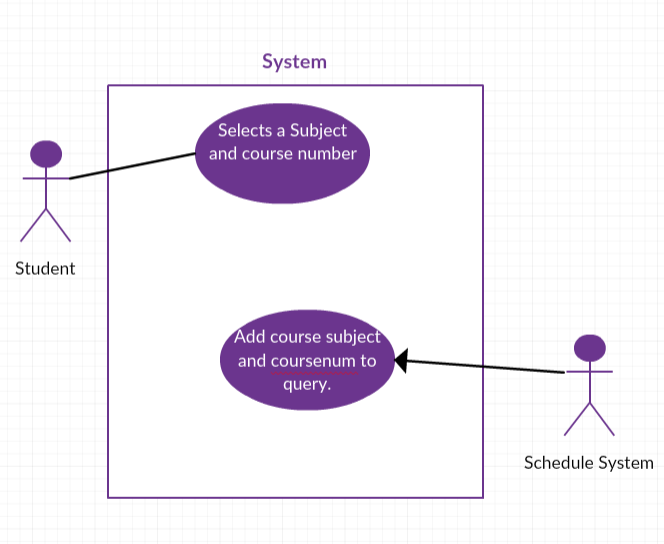 System
Selects a Subject
and course number
Student
Add course subject
and coursenum to
query.
Schedule System